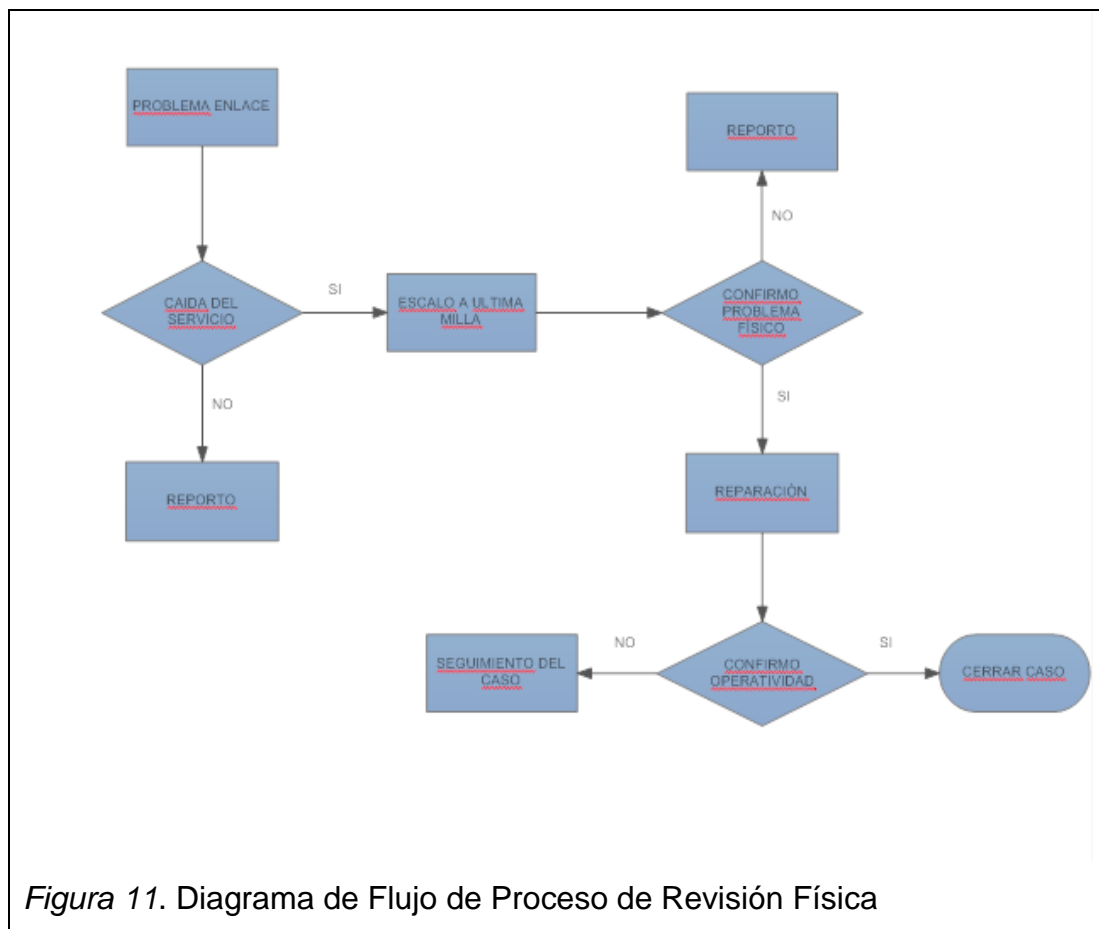 PROBLEMA ENLACE
REPORTO
NO
CAIDA DEL
SERVICIO
SI
ESCALO A ULTIMA
MILLA
CONFIRMO
PROBLEMA
FÍSICO
NO
SI
REPORTO
REPARACIÓN
SEGUIMIENTO DEL
CASO
NO
CONFIRMO
OPERATIVIDAD
SI
CERRAR CASO
Figura 11. Diagrama de Flujo de Proceso de Revisión Física